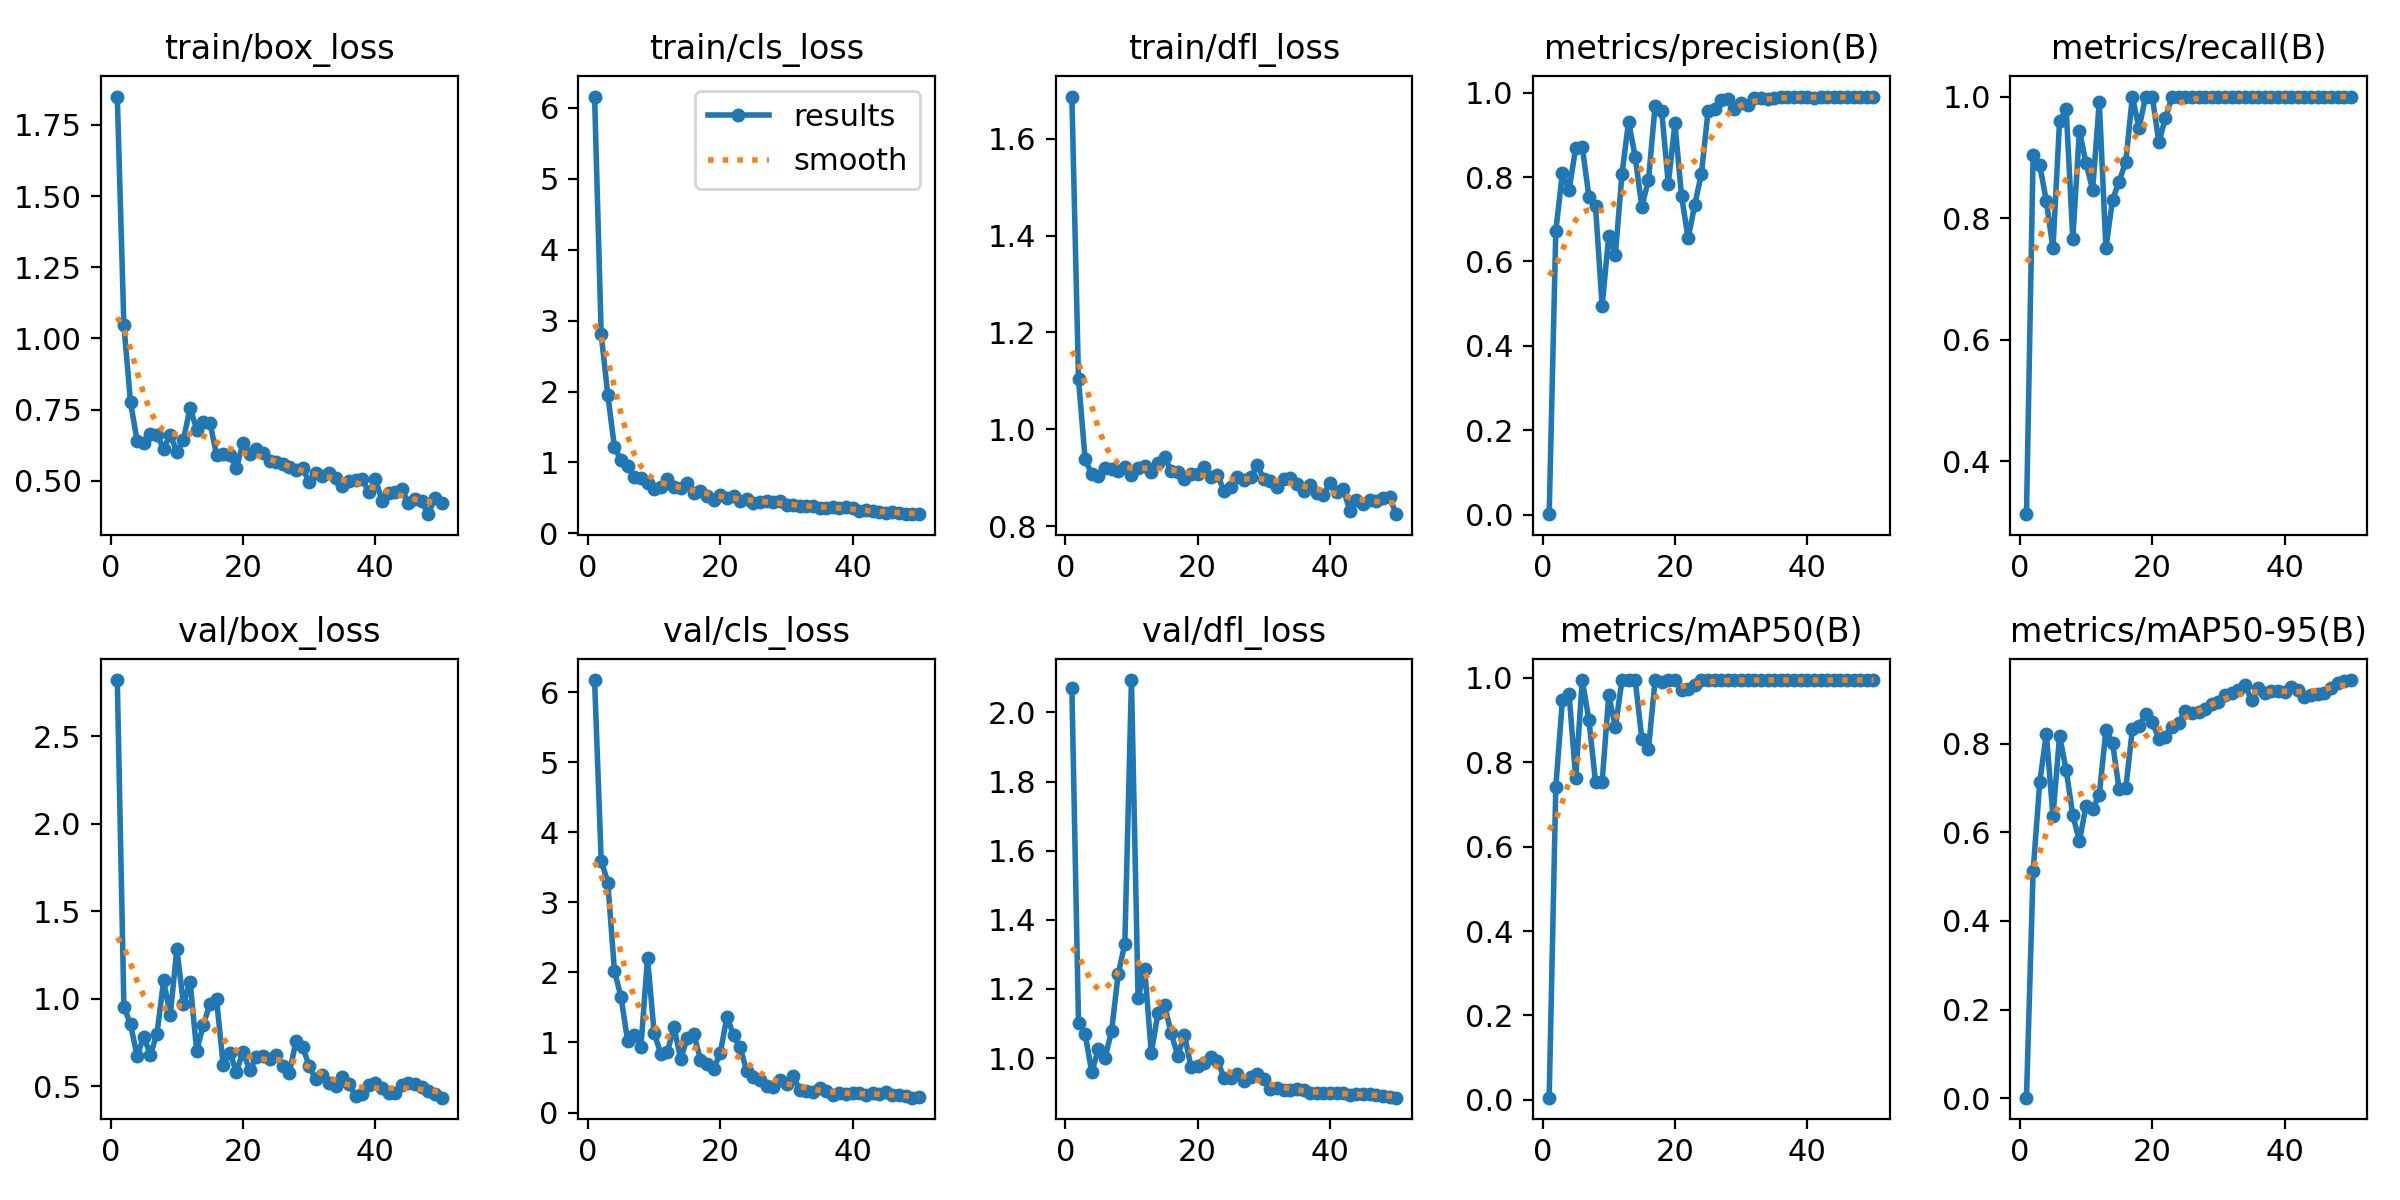 train/box_loss
1.75
1.50
1.25
1.00
0.75
0.50
0 20 40
train/cls_loss
results
smooth
6
5
4
3
2
1
0
0 20 40
train/dfl_loss
1.6
1.4
1.2
1.0
0.8
0 20 40
metrics/precision(B)
1.0
0.8
0.6
0.4
0.2
0.0
0 20 40
metrics/recall(B)
1.0
0.8
0.6
0.4
0 20 40
val/box_loss
2.5
2.0
1.5
1.0
0.5
0 20 40
val/cls_loss
6
5
4
3
2
1
0
0 20 40
val/dfl_loss
2.0
1.8
1.6
1.4
1.2
1.0
0 20 40
metrics/mAP50(B)
1.0
0.8
0.6
0.4
0.2
0.0
0 20 40
metrics/mAP50-95(B)
0.8
0.6
0.4
0.2
0.0
0 20 40